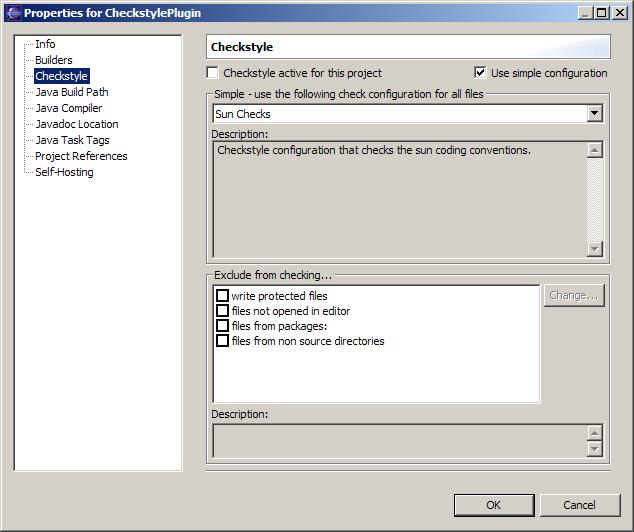 Properties for CheckstylePlugin
Info
Builders
Checkstyle
Java Build Path
Java Compiler
Javadoc Location
Java Task Tags
Project References
Self-Hosting
Checkstyle
Checkstyle active for this project
Use simple configuration
Simple - use the following check configuration for all files
Sun Checks
Description:
Checkstyle configuration that checks the sun coding conventions.
Exclude from checking...
write protected files
files not opened in editor
files from packages:
files from non source directories
Change...
Description:
OK
Cancel